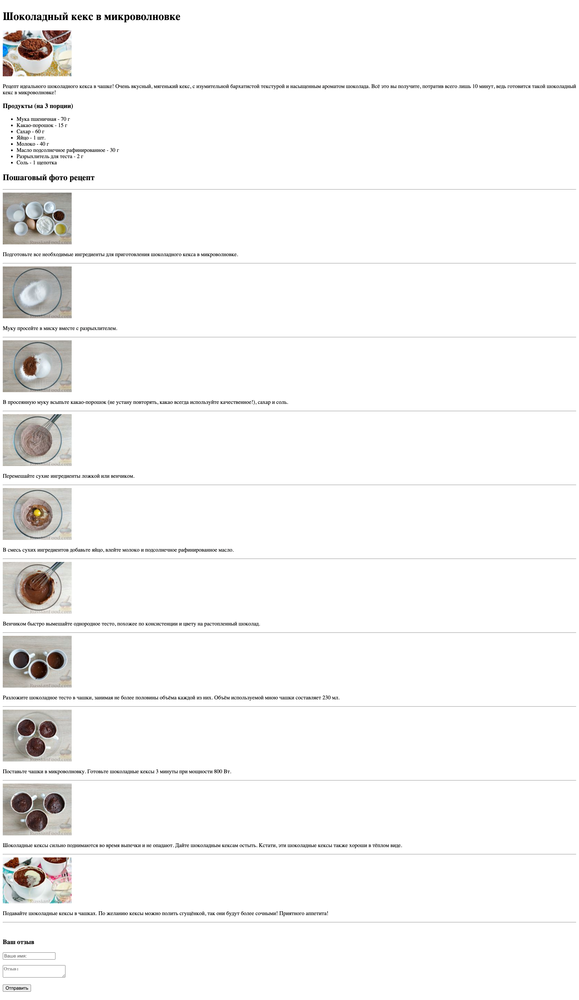 Шоколадный кекс в микроволновке
RussianFood.com
Рецепт идеального шоколадного кекса в чашке! Очень вкусный, мягенький кекс, с изумительной бархатистой текстурой и насыщенным ароматом шоколада. Всё это вы получите, потратив всего лишь 10 минут, ведь готовится такой шоколадный
кекс в микроволновке!
Продукты (на 3 порции)
Мука пшеничная - 70 г
Какао-порошок - 15 г
Сахар - 60 г
Яйцо - 1 шт.
Молоко - 40 г
Масло подсолнечное рафинированное - 30 г
Разрыхлитель для теста - 2 г
Соль - 1 щепотка
Пошаговый фото рецепт
RussianFood.com
Подготовьте все необходимые ингредиенты для приготовления шоколадного кекса в микроволновке.
RussianFood.com
Муку просейте в миску вместе с разрыхлителем.
RussianFood.com
В просеянную муку всыпьте какао-порошок (не устану повторять, какао всегда используйте качественное!), сахар и соль.
RussianFood.com
Перемешайте сухие ингредиенты ложкой или венчиком.
RussianFood.com
В смесь сухих ингредиентов добавьте яйцо, влейте молоко и подсолнечное рафинированное масло.
RussianFood.com
Венчиком быстро вымешайте однородное тесто, похожее по консистенции и цвету на растопленный шоколад.
RussianFood.com
Разложите шоколадное тесто в чашки, занимая не более половины объёма каждой из них. Объём используемой мною чашки составляет 230 мл.
RussianFood.com
Поставьте чашки в микроволновку. Готовьте шоколадные кексы 3 минуты при мощности 800 Вт.
RussianFood.com
Шоколадные кексы сильно поднимаются во время выпечки и не опадают. Дайте шоколадным кексам остыть. Кстати, эти шоколадные кексы также хороши в тёплом виде.
RussianFood.com
Подавайте шоколадные кексы в чашках. По желанию кексы можно полить сгущёнкой, так они будут более сочными! Приятного аппетита!
Ваш отзыв
Ваше имя:
Отзыв:
Отправить